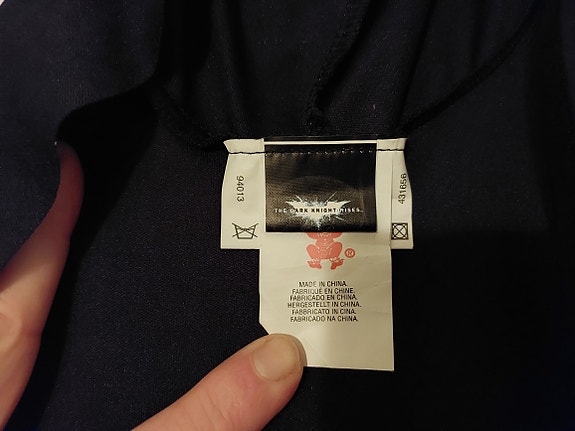 94013
431656
THE DARK KNIGHT RISES
MADE IN CHINA.
FABRIQUÉ EN CHINE.
FABRICADO EN CHINA.
HERGESTELLT IN CHINA.
FABBRICATO IN CINA.
FABRICADO NA CHINA.